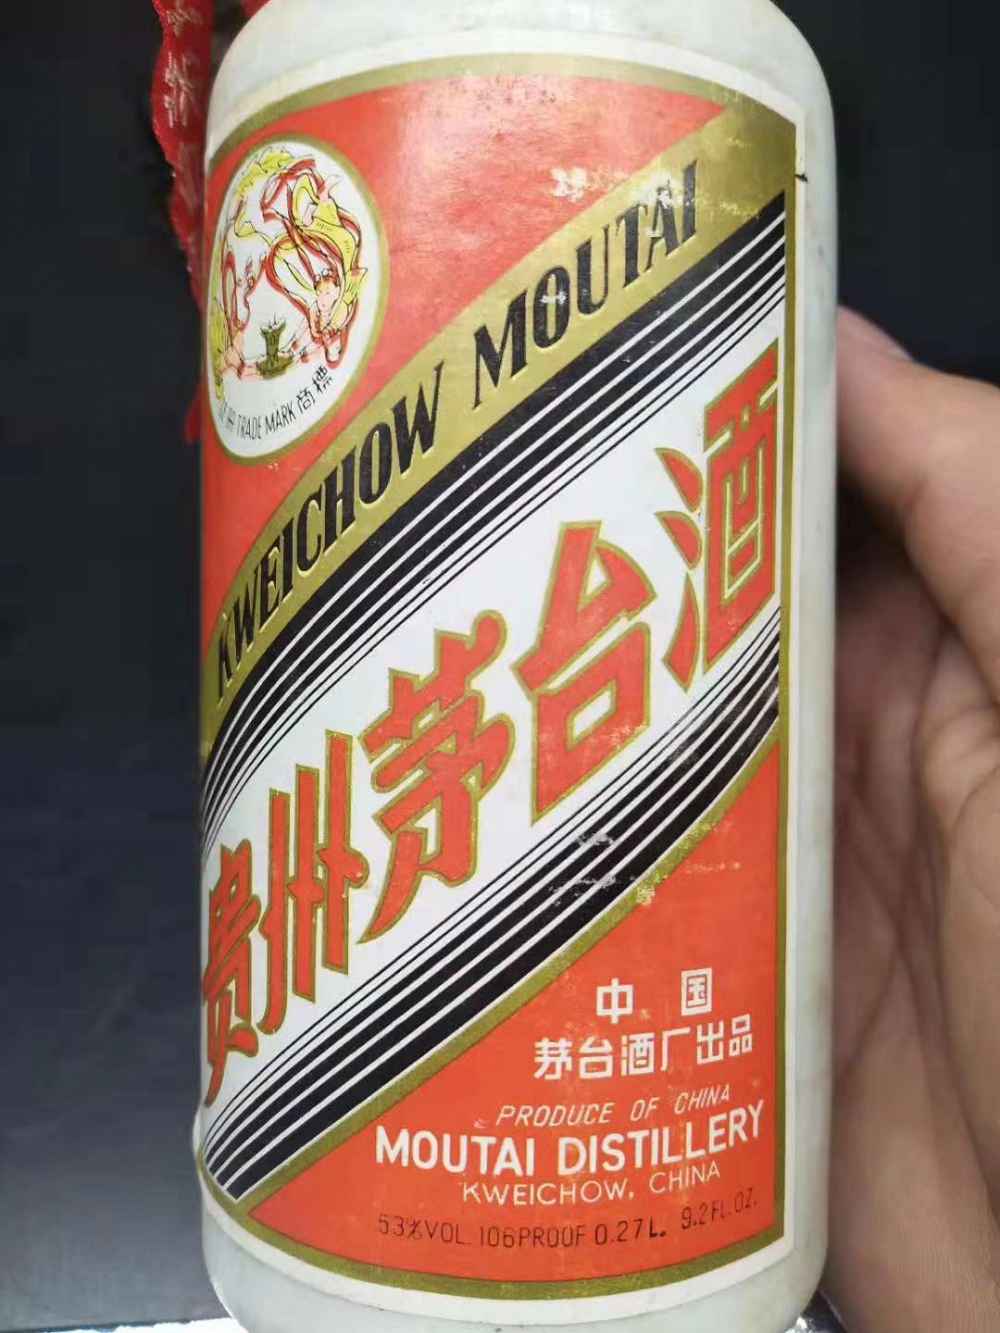 TRADE MARK 商標
KWEICHOW MOUTAI
贵州茅台酒
中国
茅台酒厂出品
PRODUCE OF CHINA
MOUTAI DISTILLERY
KWEICHOW, CHINA
53%VOL. 106PROOF 0.27L. 9.2FL.OZ.